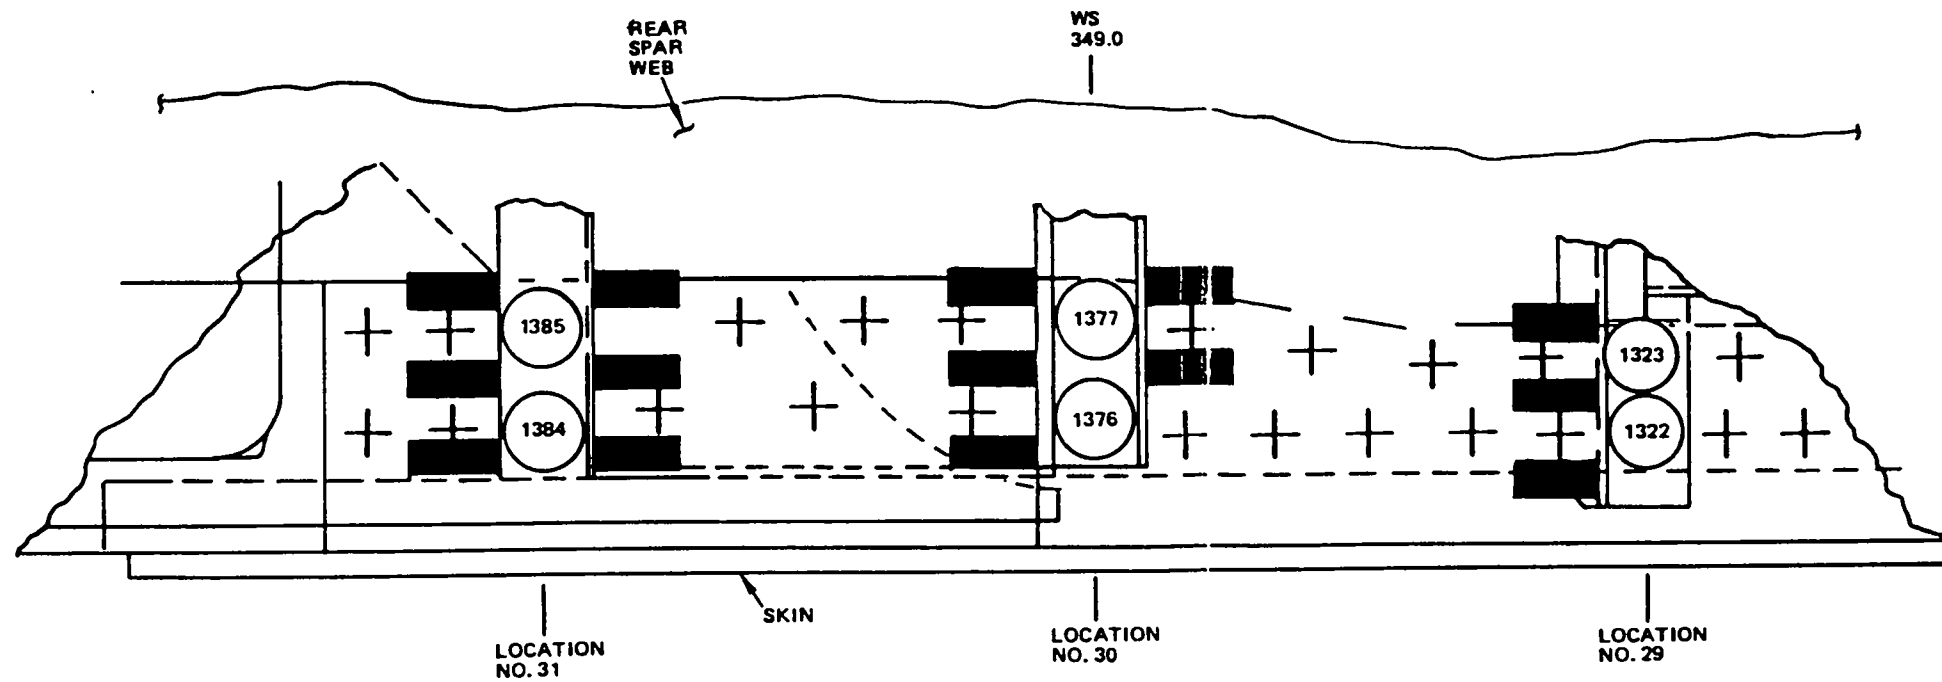 REAR
SPAR
WEB
WS
349.0
1385
1377
1323
1384
1376
1322
SKIN
LOCATION
NO. 31
LOCATION
NO. 30
LOCATION
NO. 29